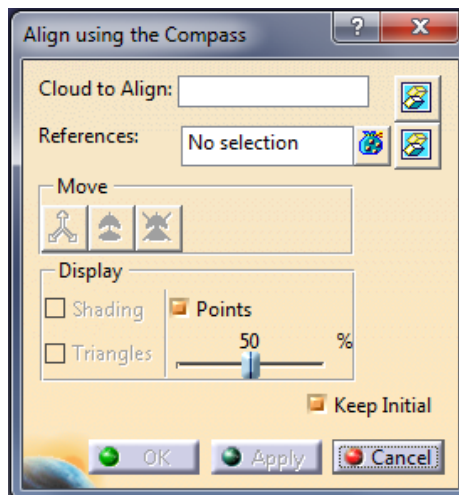 Align using the Compass ? X
Cloud to Align:
References: No selection
Move
Display
Shading Points
50 %
Triangles
Keep Initial
OK Apply Cancel